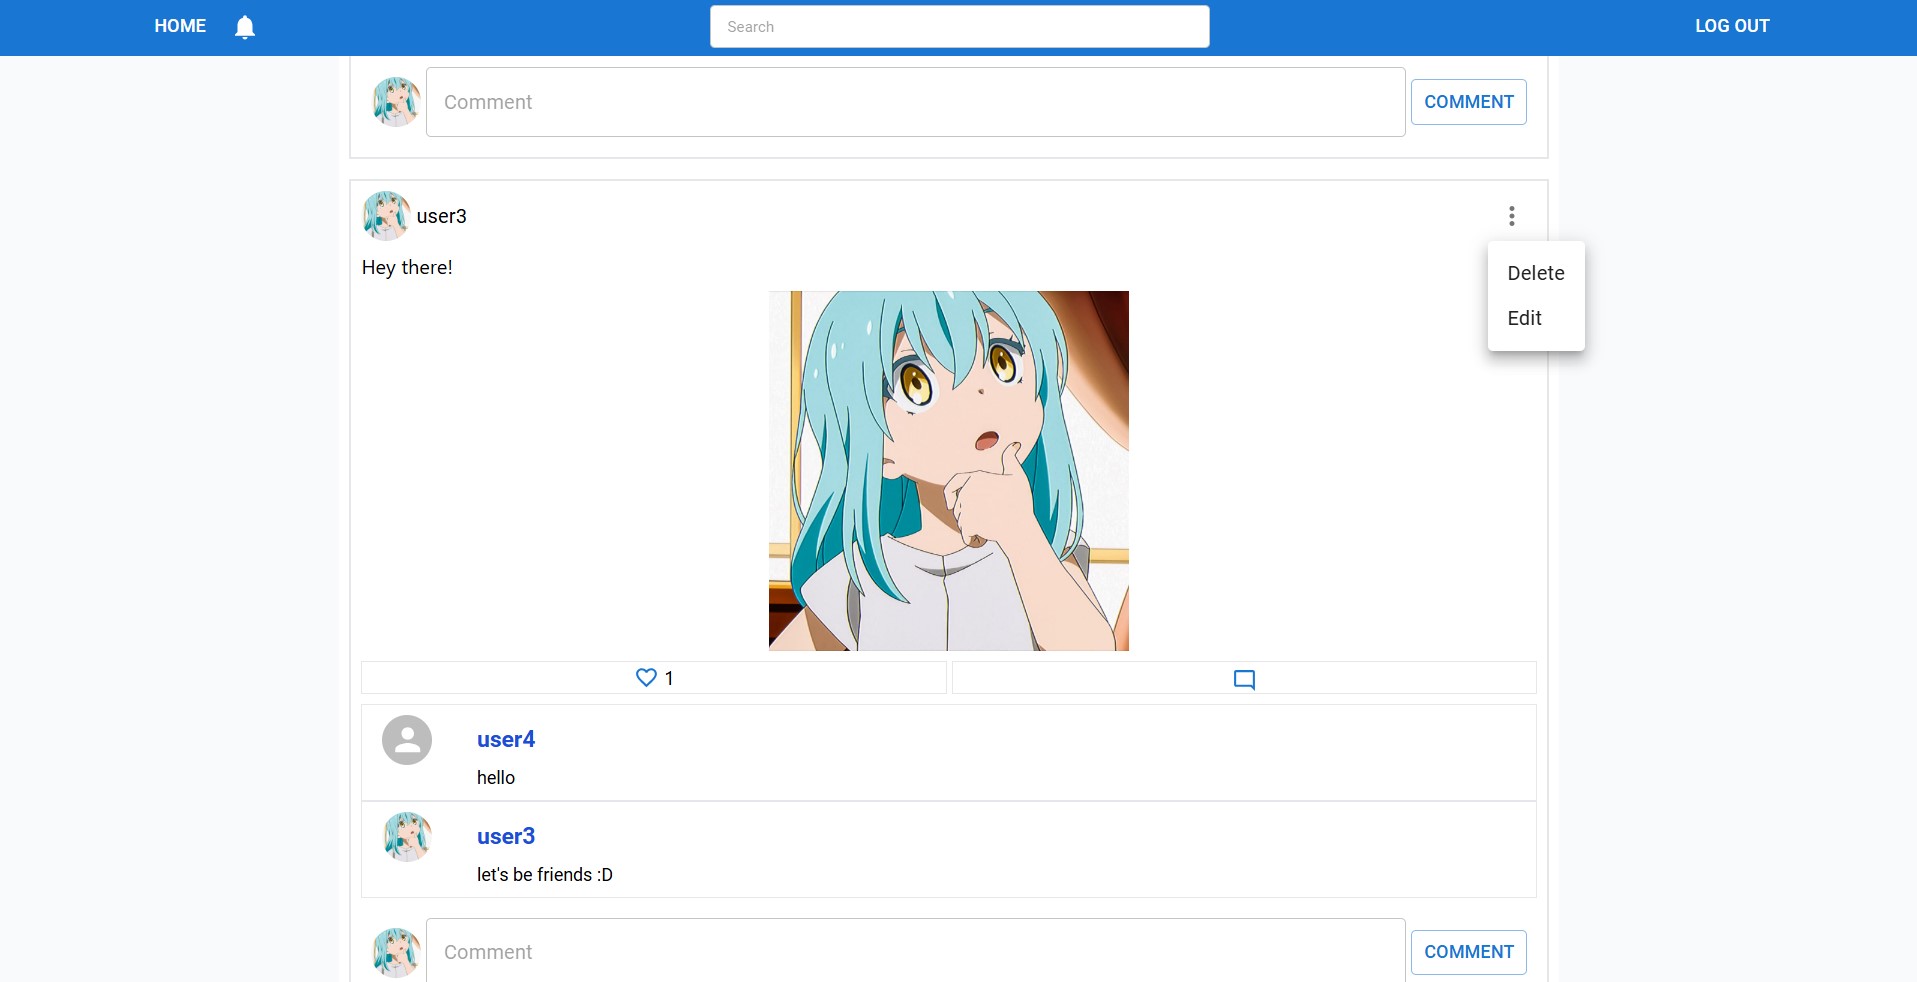 HOME
Search
LOG OUT
Comment
COMMENT
user3
Hey there!
Delete
Edit
1
user4
hello
user3
let's be friends :D
Comment
COMMENT